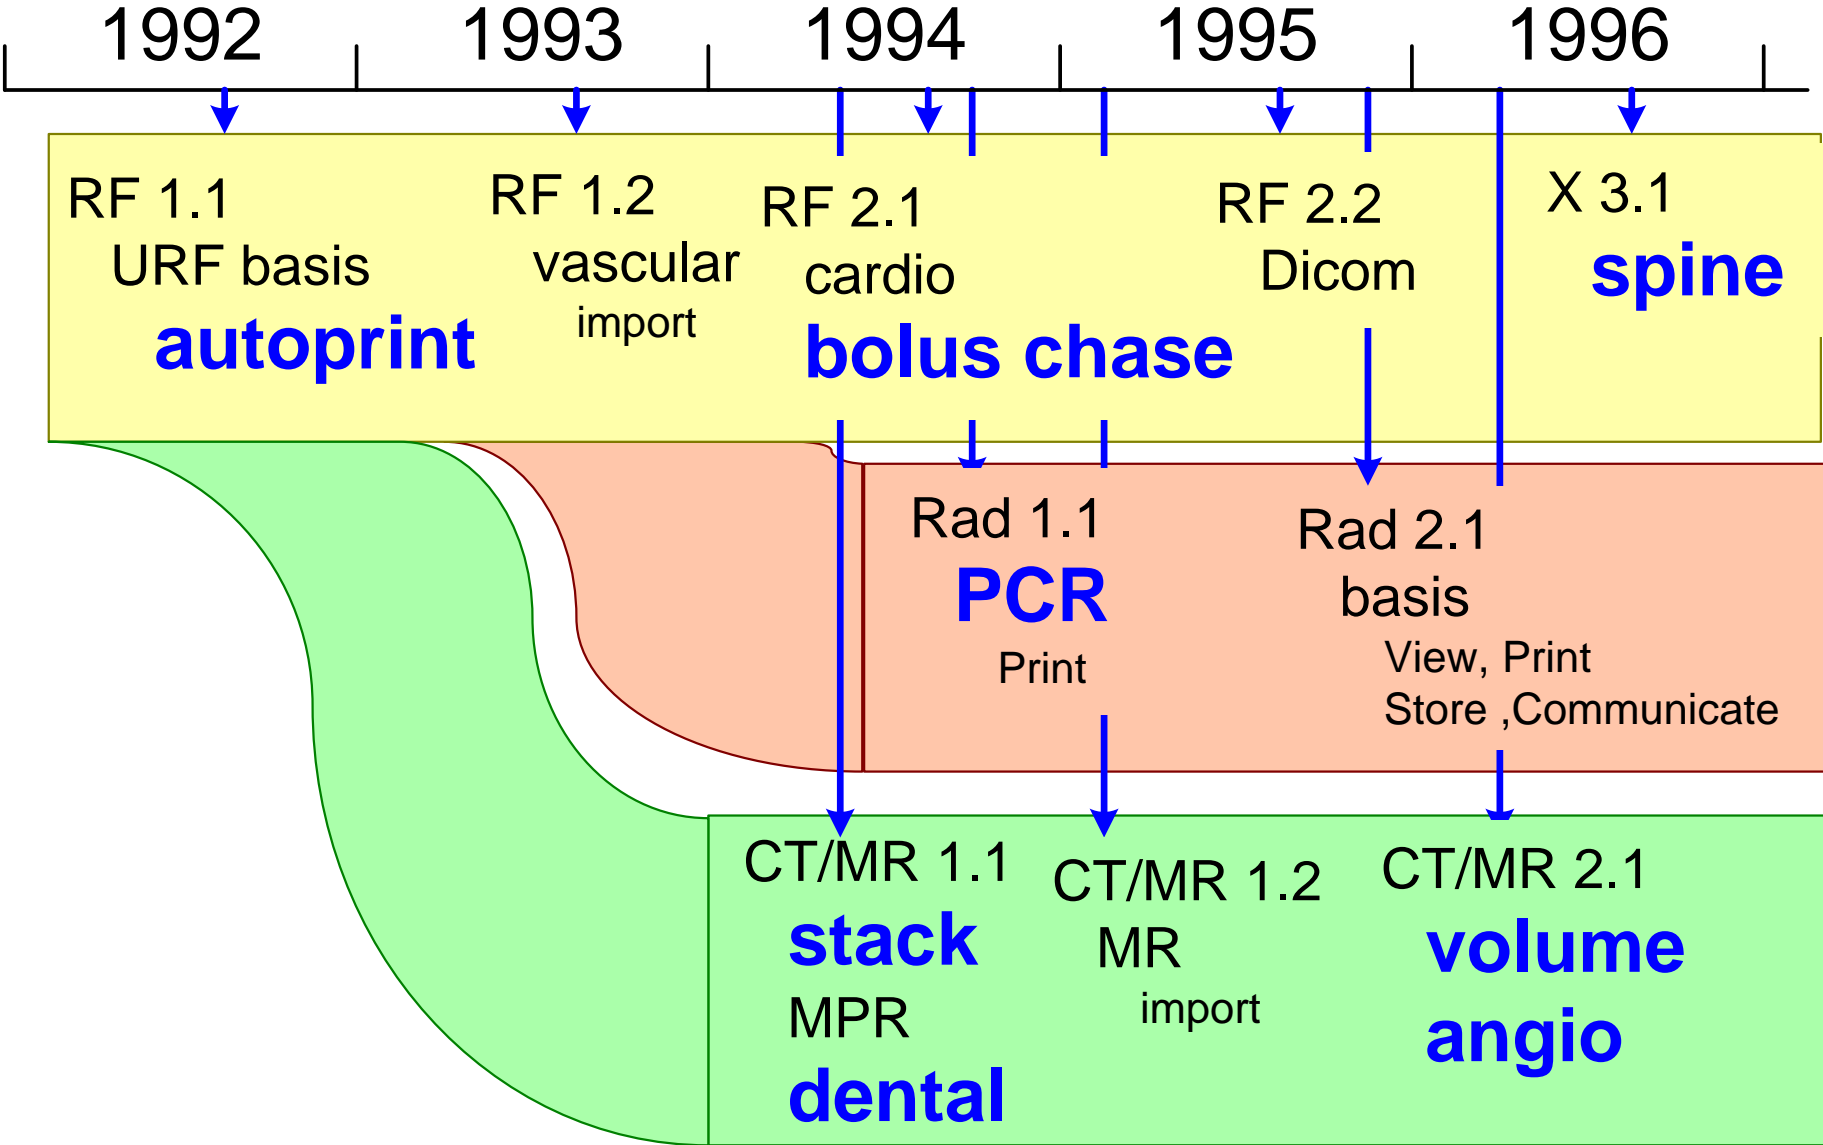 1992 1993 1994 1995 1996
RF 1.1
URF basis
autoprint
RF 1.2
vascular
import
RF 2.1
cardio
bolus chase
RF 2.2
Dicom
X 3.1
spine
Rad 1.1
PCR
Print
Rad 2.1
basis
View, Print
Store ,Communicate
CT/MR 1.1
stack
MPR
dental
CT/MR 1.2
MR
import
CT/MR 2.1
volume
angio